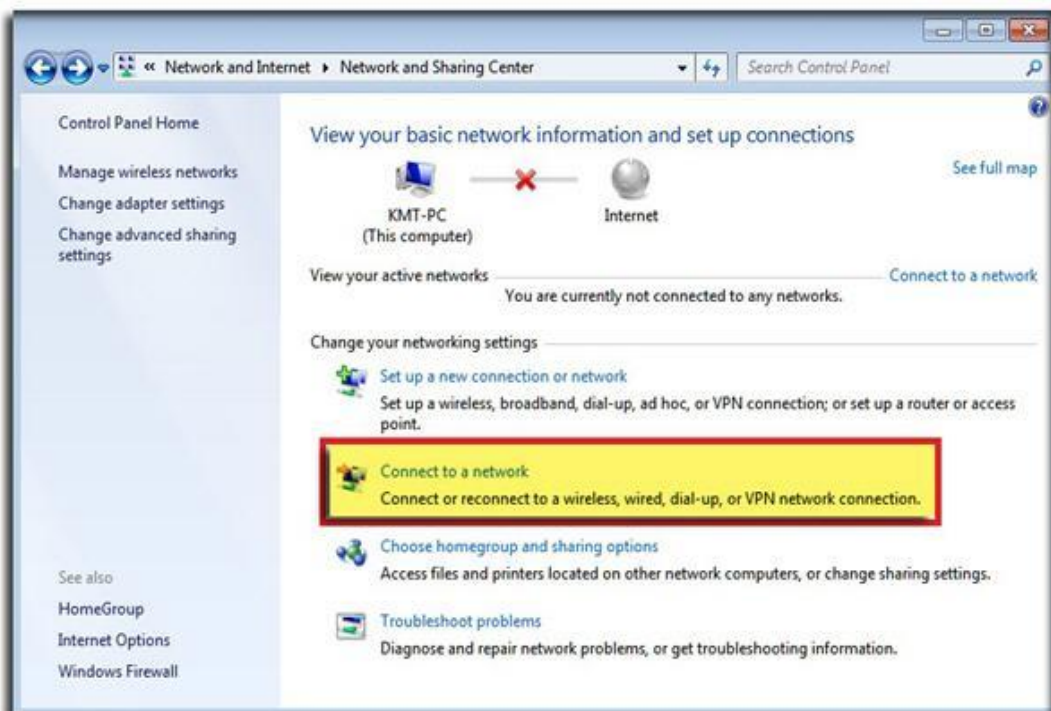 « Network and Internet ▸ Network and Sharing Center
Search Control Panel
Control Panel Home
Manage wireless networks
Change adapter settings
Change advanced sharing
settings
See also
HomeGroup
Internet Options
Windows Firewall
View your basic network information and set up connections
See full map
KMT-PC
(This computer)
Internet
View your active networks
Connect to a network
You are currently not connected to any networks.
Change your networking settings
Set up a new connection or network
Set up a wireless, broadband, dial-up, ad hoc, or VPN connection; or set up a router or access
point.
Connect to a network
Connect or reconnect to a wireless, wired, dial-up, or VPN network connection.
Choose homegroup and sharing options
Access files and printers located on other network computers, or change sharing settings.
Troubleshoot problems
Diagnose and repair network problems, or get troubleshooting information.